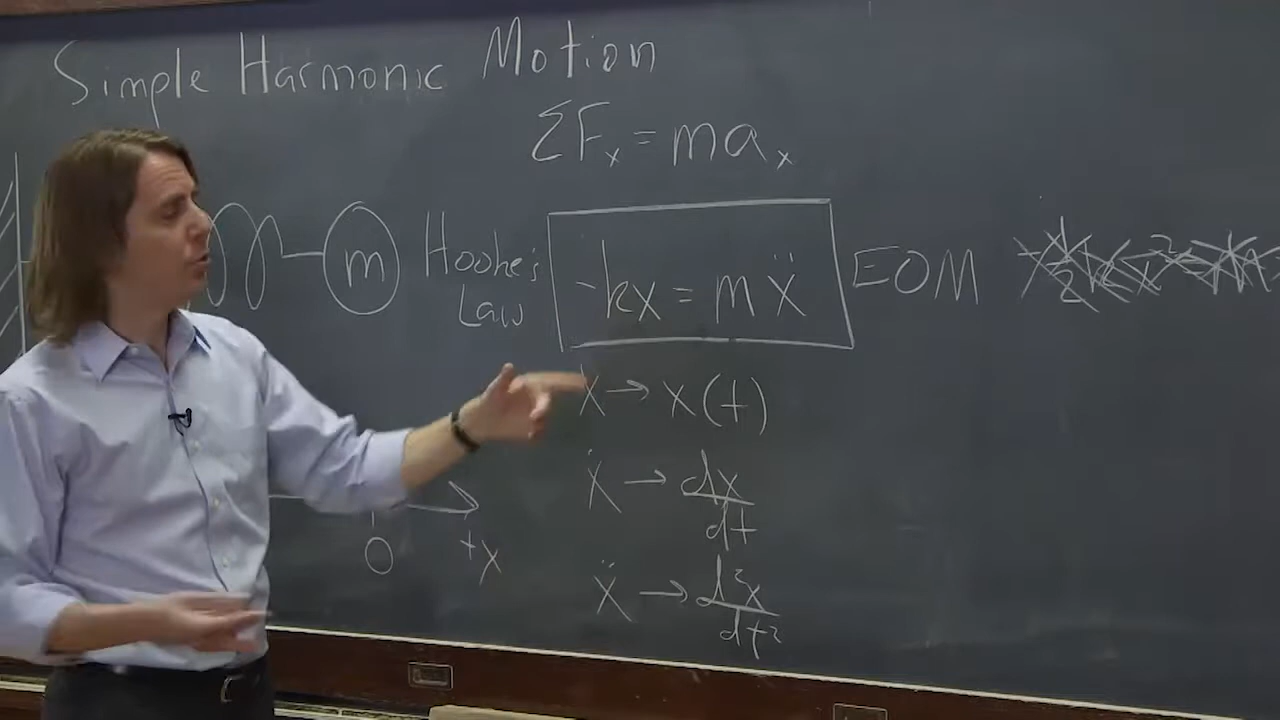 Simple Harmonic Motion
ΣFₓ = maₓ
m
Hooke's
Law
-kx = mẍ
EOM
x → x(t)
ẋ → dx/dt
ẍ → d²x/dt²
0
+x